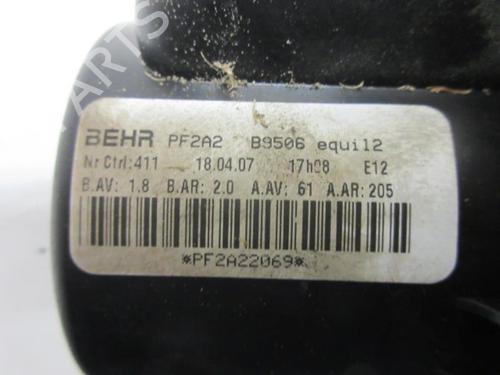 BEHR PF2A2 B9506 equil2
Nr Ctrl:411 18.04.07 17h08 E12
B.AV: 1.8 B.AR: 2.0 A.AV: 61 A.AR: 205
*PF2A22069*